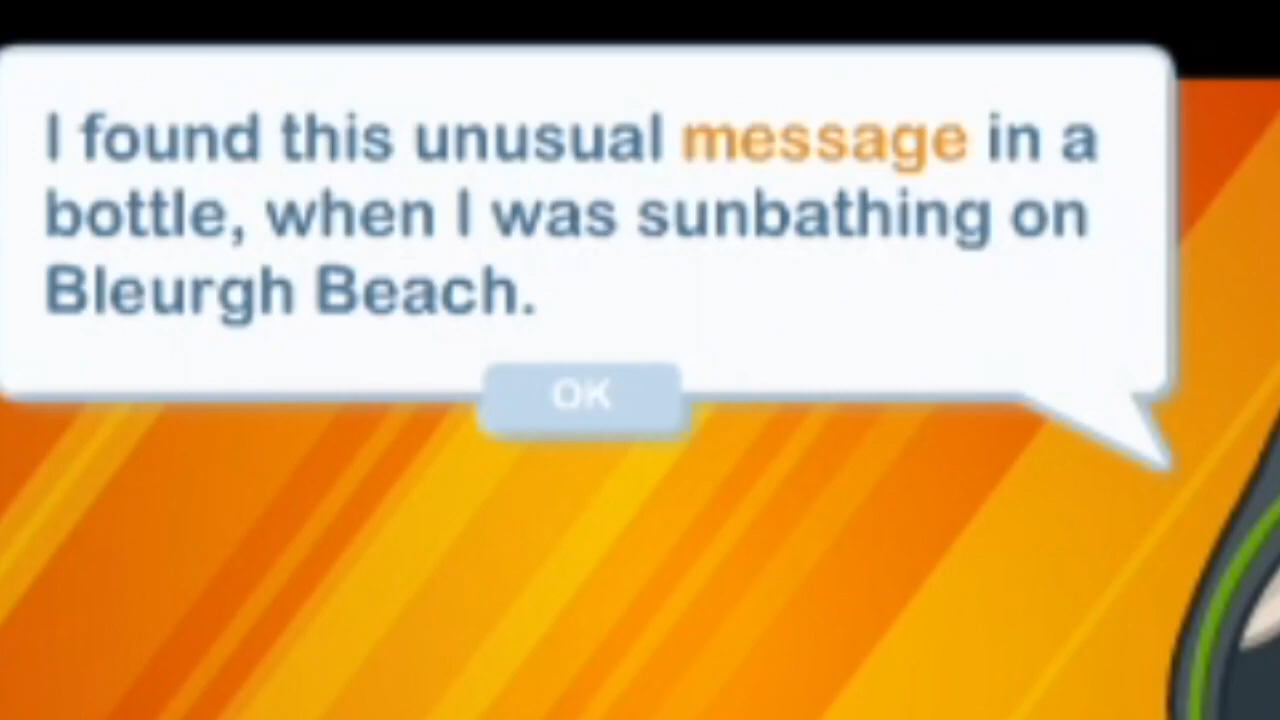 I found this unusual message in a
bottle, when I was sunbathing on
Bleurgh Beach.
OK